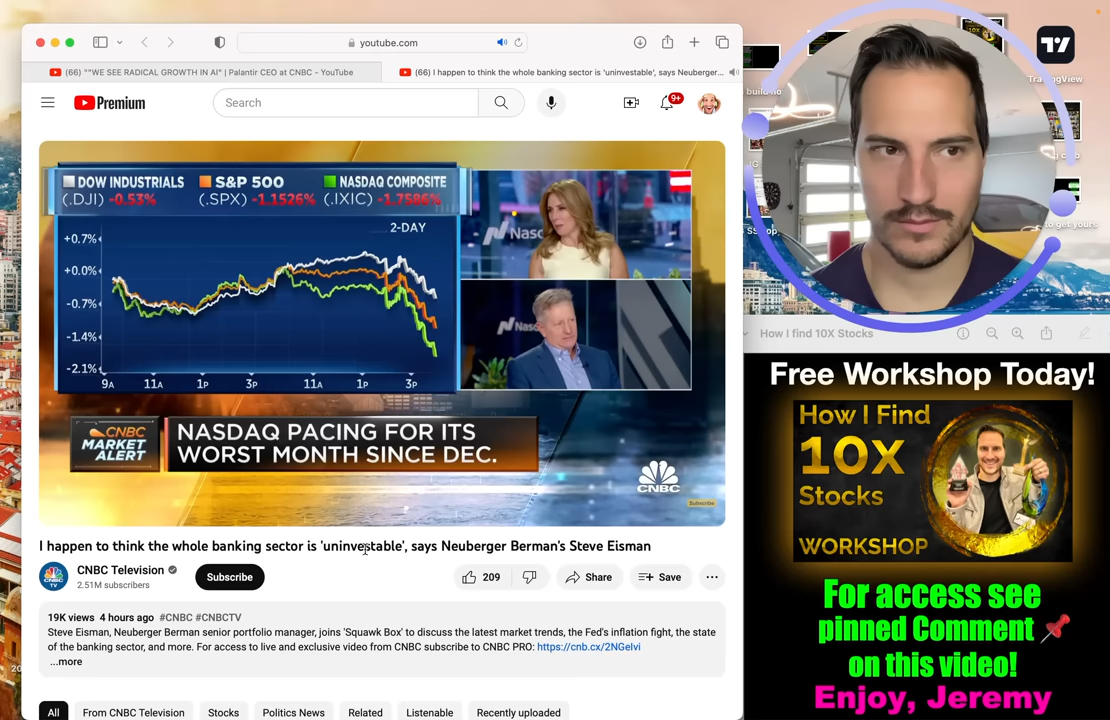 youtube.com
(66) ""WE SEE RADICAL GROWTH IN AI" | Palantir CEO at CNBC - YouTube
(66) I happen to think the whole banking sector is 'uninvestable', says Neuberger...
Premium
Search
9+
DOW INDUSTRIALS
(.DJI) -0.53%
S&P 500
(.SPX) -1.1526%
NASDAQ COMPOSITE
(.IXIC) -1.7586%
2-DAY
+0.7%
+0.0%
-0.7%
-1.4%
-2.1%
9A 11A 1P 3P 11A 1P 3P
Nasd
Nasd
CNBC
MARKET
ALERT
NASDAQ PACING FOR ITS
WORST MONTH SINCE DEC.
CNBC
Subscribe
I happen to think the whole banking sector is 'uninvestable', says Neuberger Berman's Steve Eisman
CNBC Television
2.51M subscribers
Subscribe
209
Share
Save
19K views 4 hours ago #CNBC #CNBCTV
Steve Eisman, Neuberger Berman senior portfolio manager, joins 'Squawk Box' to discuss the latest market trends, the Fed's inflation fight, the state
of the banking sector, and more. For access to live and exclusive video from CNBC subscribe to CNBC PRO: https://cnb.cx/2NGeIvi
...more
All
From CNBC Television
Stocks
Politics News
Related
Listenable
Recently uploaded
TradingView
to get yours
How I find 10X Stocks
Free Workshop Today!
How I Find
10X
Stocks
WORKSHOP
For access see
pinned Comment 📌
on this video!
Enjoy, Jeremy